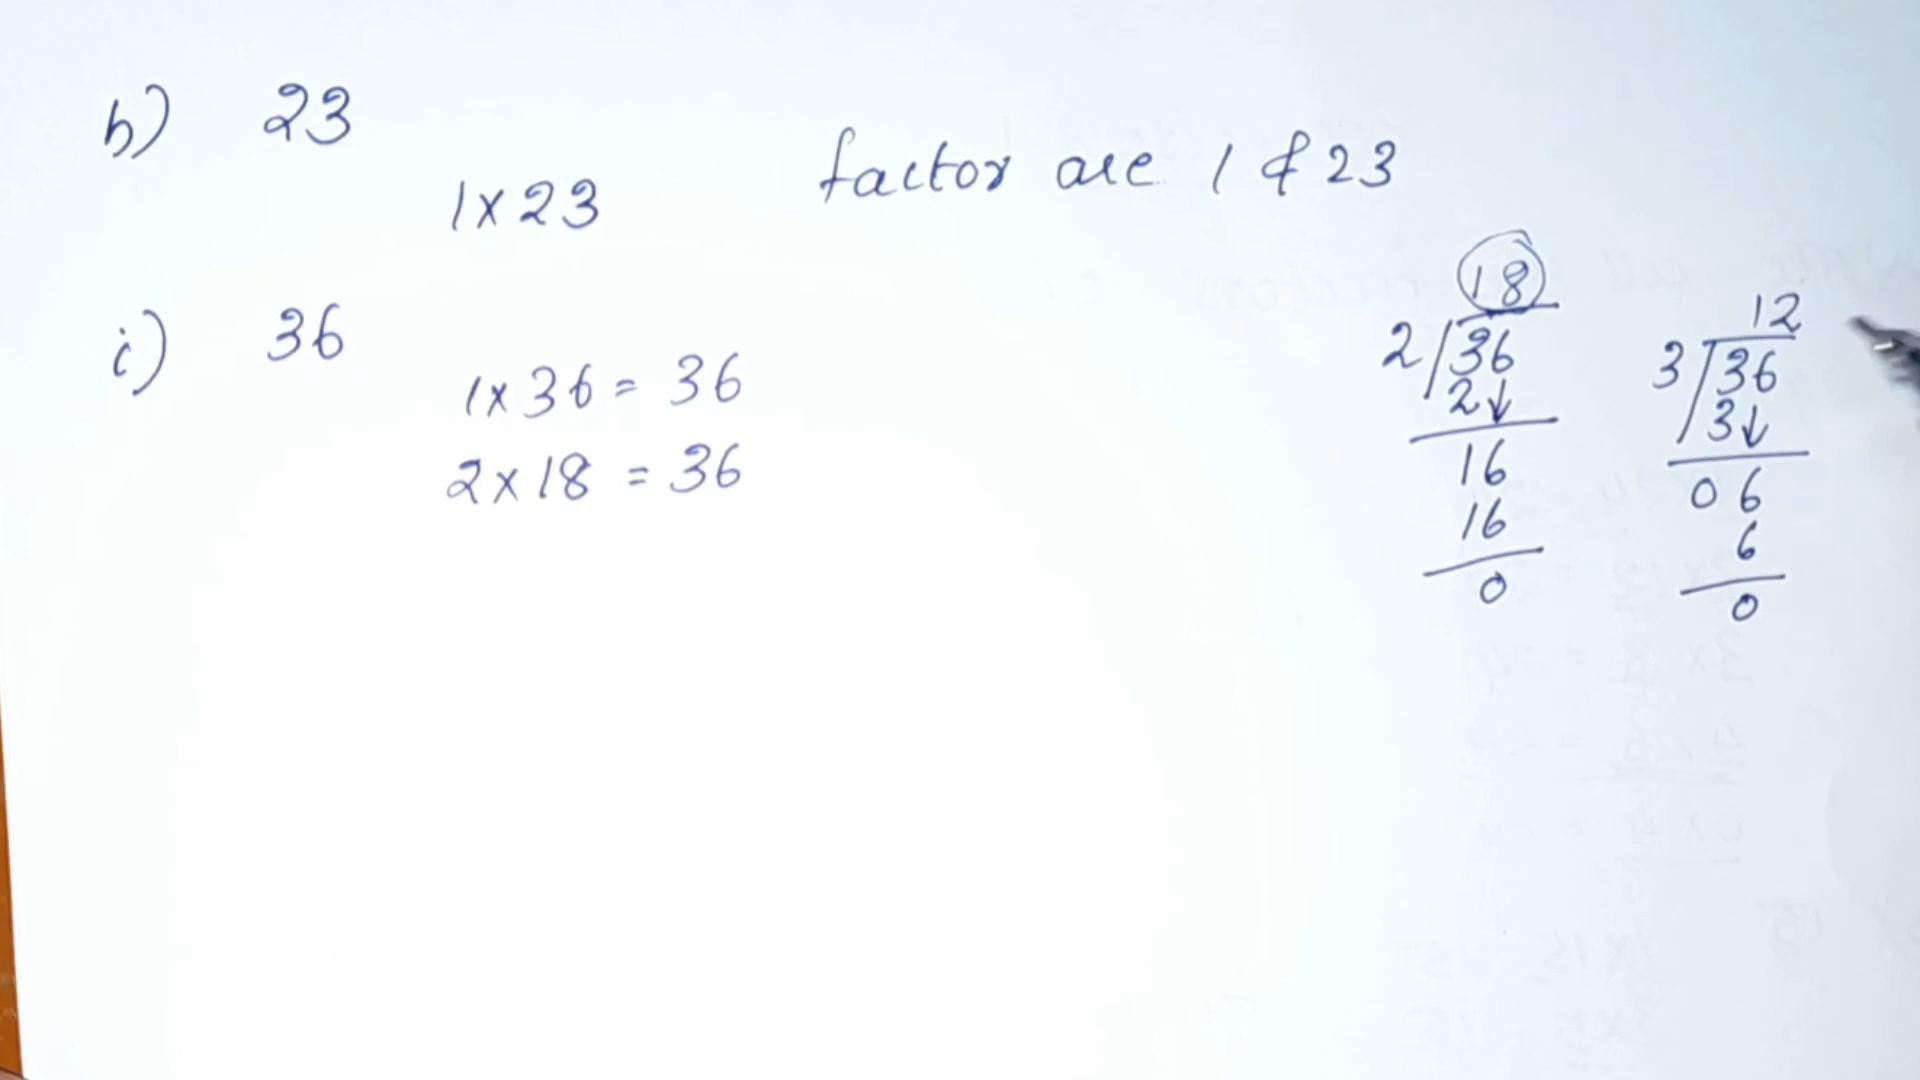 h) 23
1x23
factor are 1 & 23
i) 36
1x36 = 36
2x18 = 36
18
2 36
2↓
16
16
0
12
3 36
3↓
06
6
0